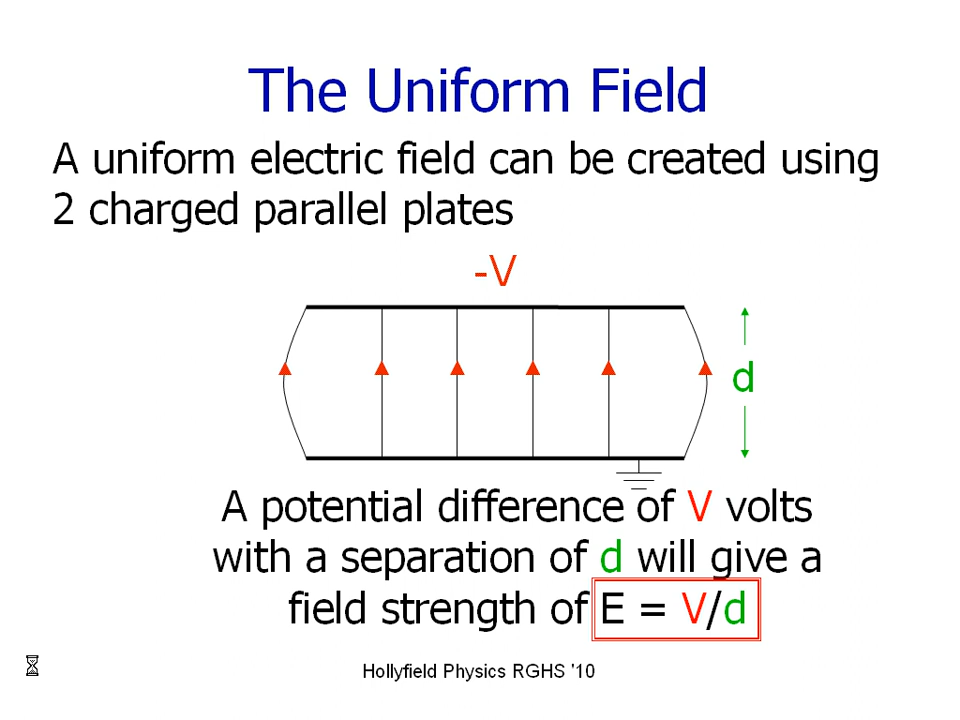 The Uniform Field
A uniform electric field can be created using
2 charged parallel plates
-V
d
A potential difference of V volts
with a separation of d will give a
field strength of E = V/d
Hollyfield Physics RGHS '10